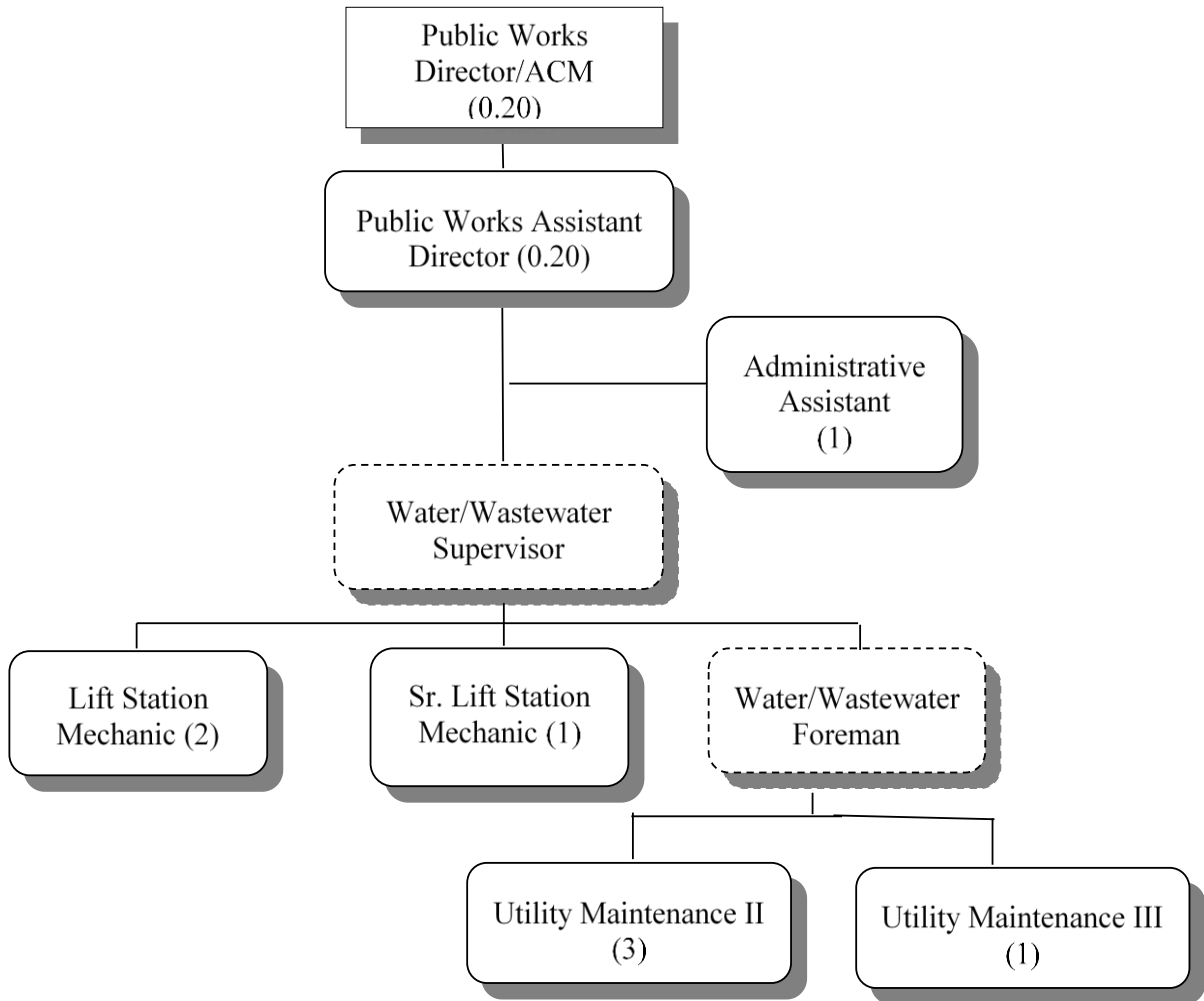 Public Works
Director/ACM
(0.20)
Public Works Assistant
Director (0.20)
Administrative
Assistant
(1)
Water/Wastewater
Supervisor
Lift Station
Mechanic (2)
Sr. Lift Station
Mechanic (1)
Water/Wastewater
Foreman
Utility Maintenance II
(3)
Utility Maintenance III
(1)